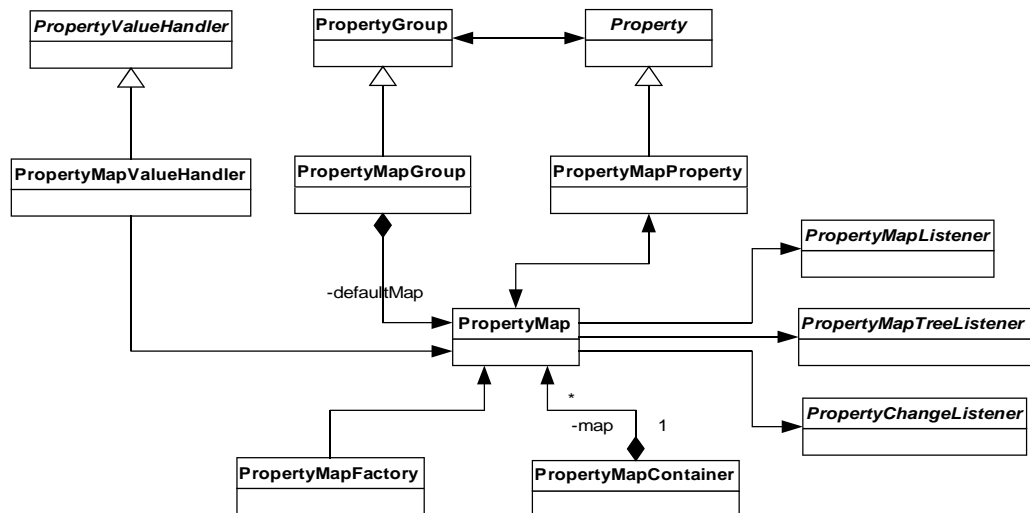 PropertyValueHandler
PropertyGroup
Property
PropertyMapValueHandler
PropertyMapGroup
PropertyMapProperty
PropertyMapListener
-defaultMap
PropertyMap
PropertyMapTreeListener
*
-map
1
PropertyChangeListener
PropertyMapFactory
PropertyMapContainer